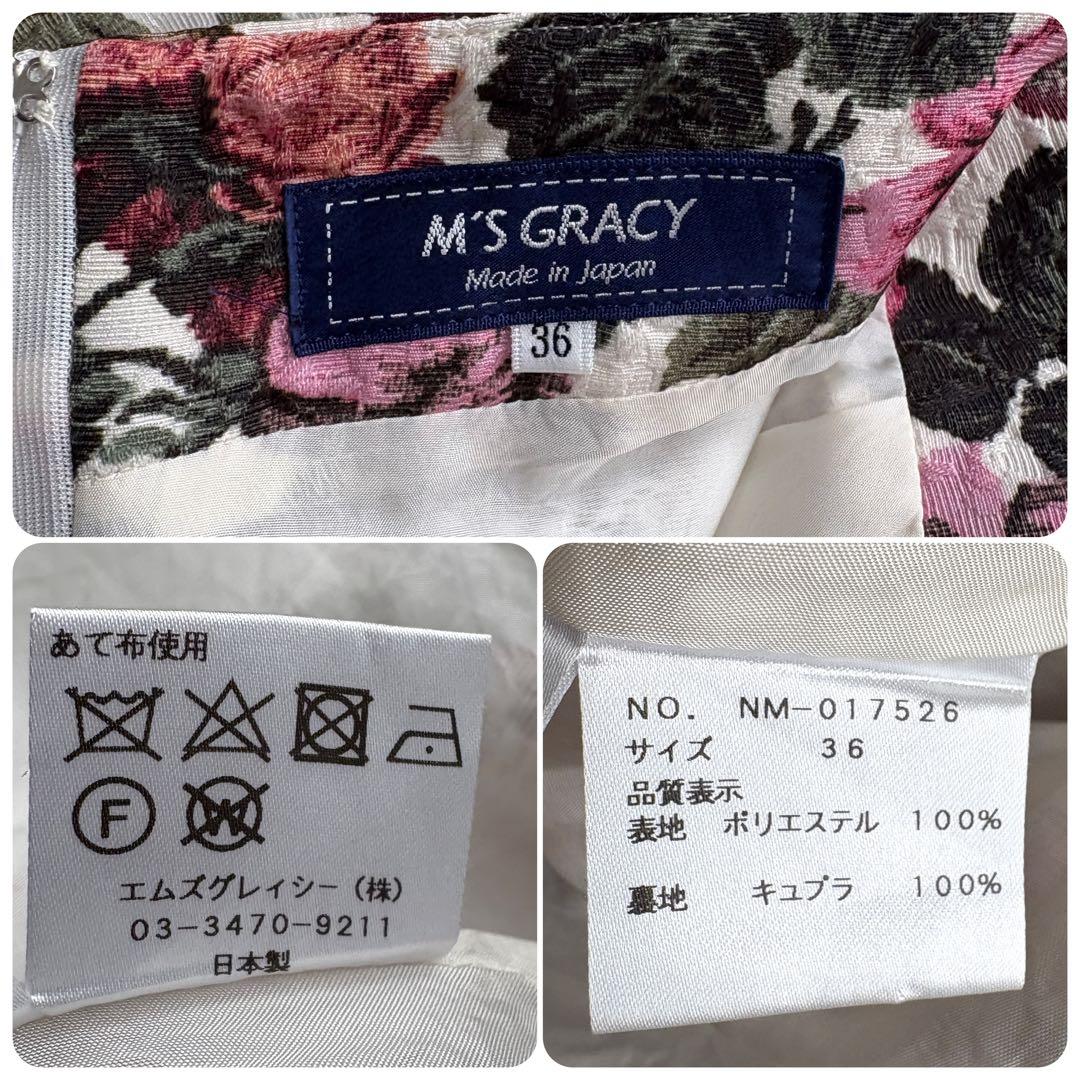 M'S GRACY
Made in Japan
36
あて布使用
F
W
エムズグレィシー(株)
03-3470-9211
日本製
NO. NM-017526
サイズ 36
品質表示
表地 ポリエステル 100%
裏地 キュプラ 100%